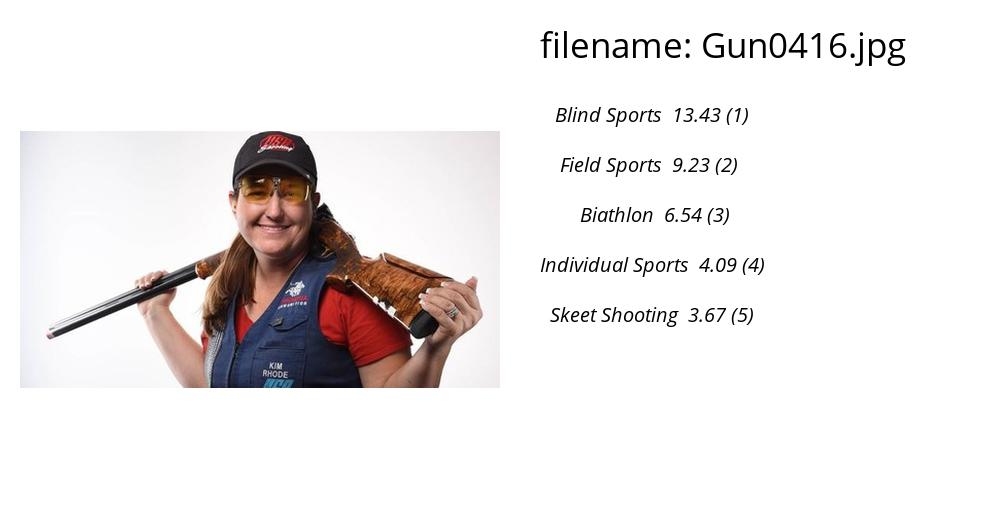 filename: Gun0416.jpg
Blind Sports 13.43 (1)
Field Sports 9.23 (2)
Biathlon 6.54 (3)
Individual Sports 4.09 (4)
Skeet Shooting 3.67 (5)
KIM
RHODE